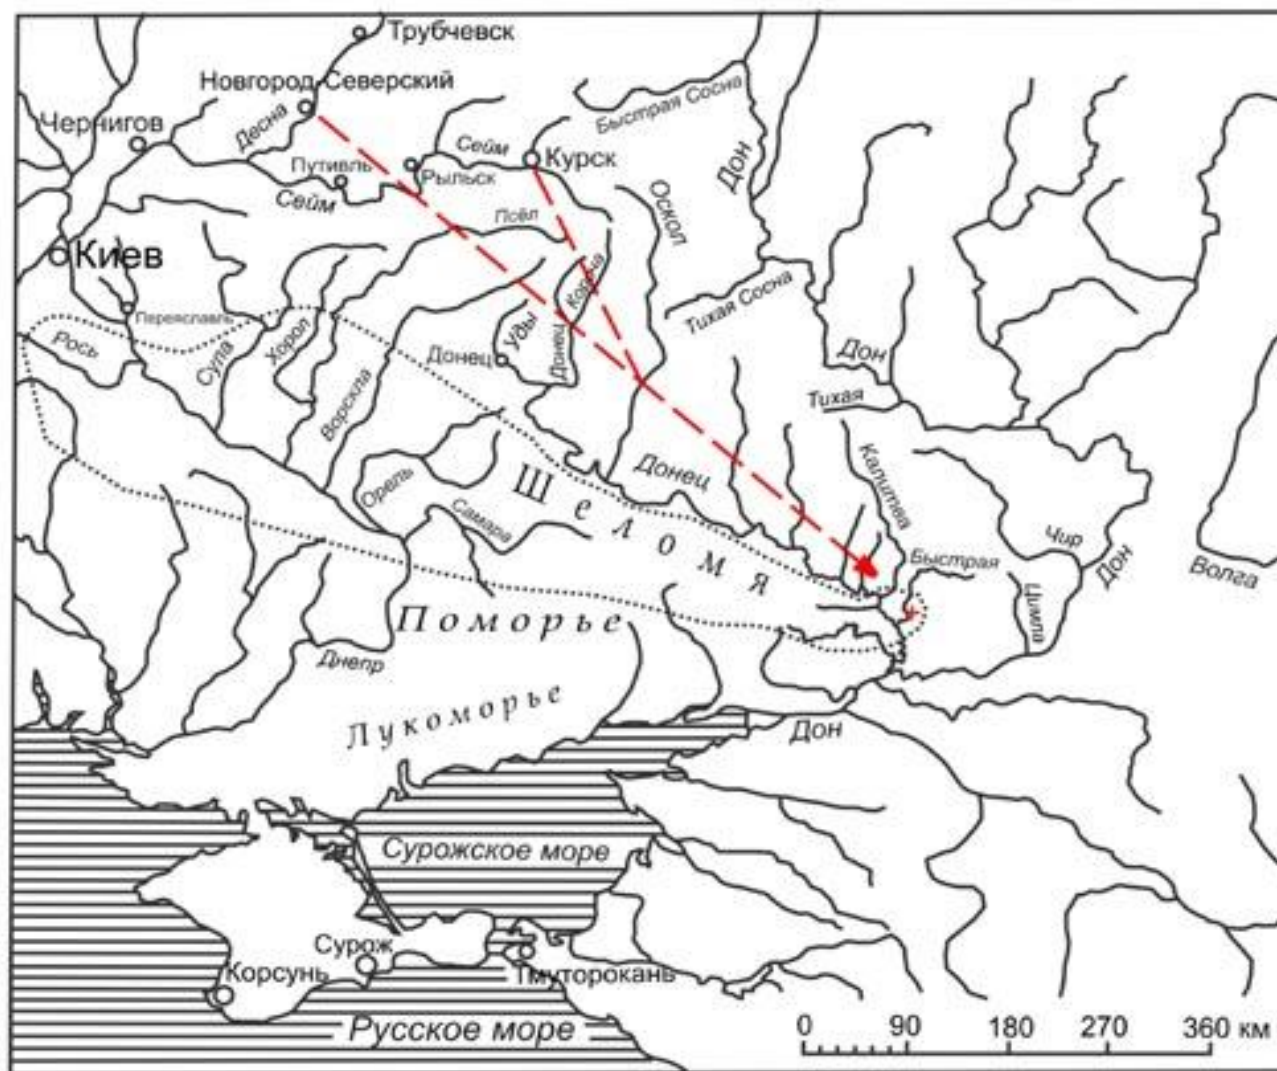 Трубчевск
Новгород-Северский
Чернигов
Десна
Быстрая Сосна
Сейм
Курск
Путивль
Рыльск
Дон
Сейм
Оскол
Псёл
Киев
Короча
Переяславль
Тихая Сосна
Рось
Сула
Хорол
Уды
Донец
Донец
Дон
Ворскла
Тихая
Калитва
Донец
Орель
Самара
Шеломя
Чир
Быстрая
Дон
Волга
Цимла
Поморье
Днепр
Лукоморье
Дон
Сурожское море
Сурож
Корсунь
Тмуторокань
Русское море
0 90 180 270 360 км